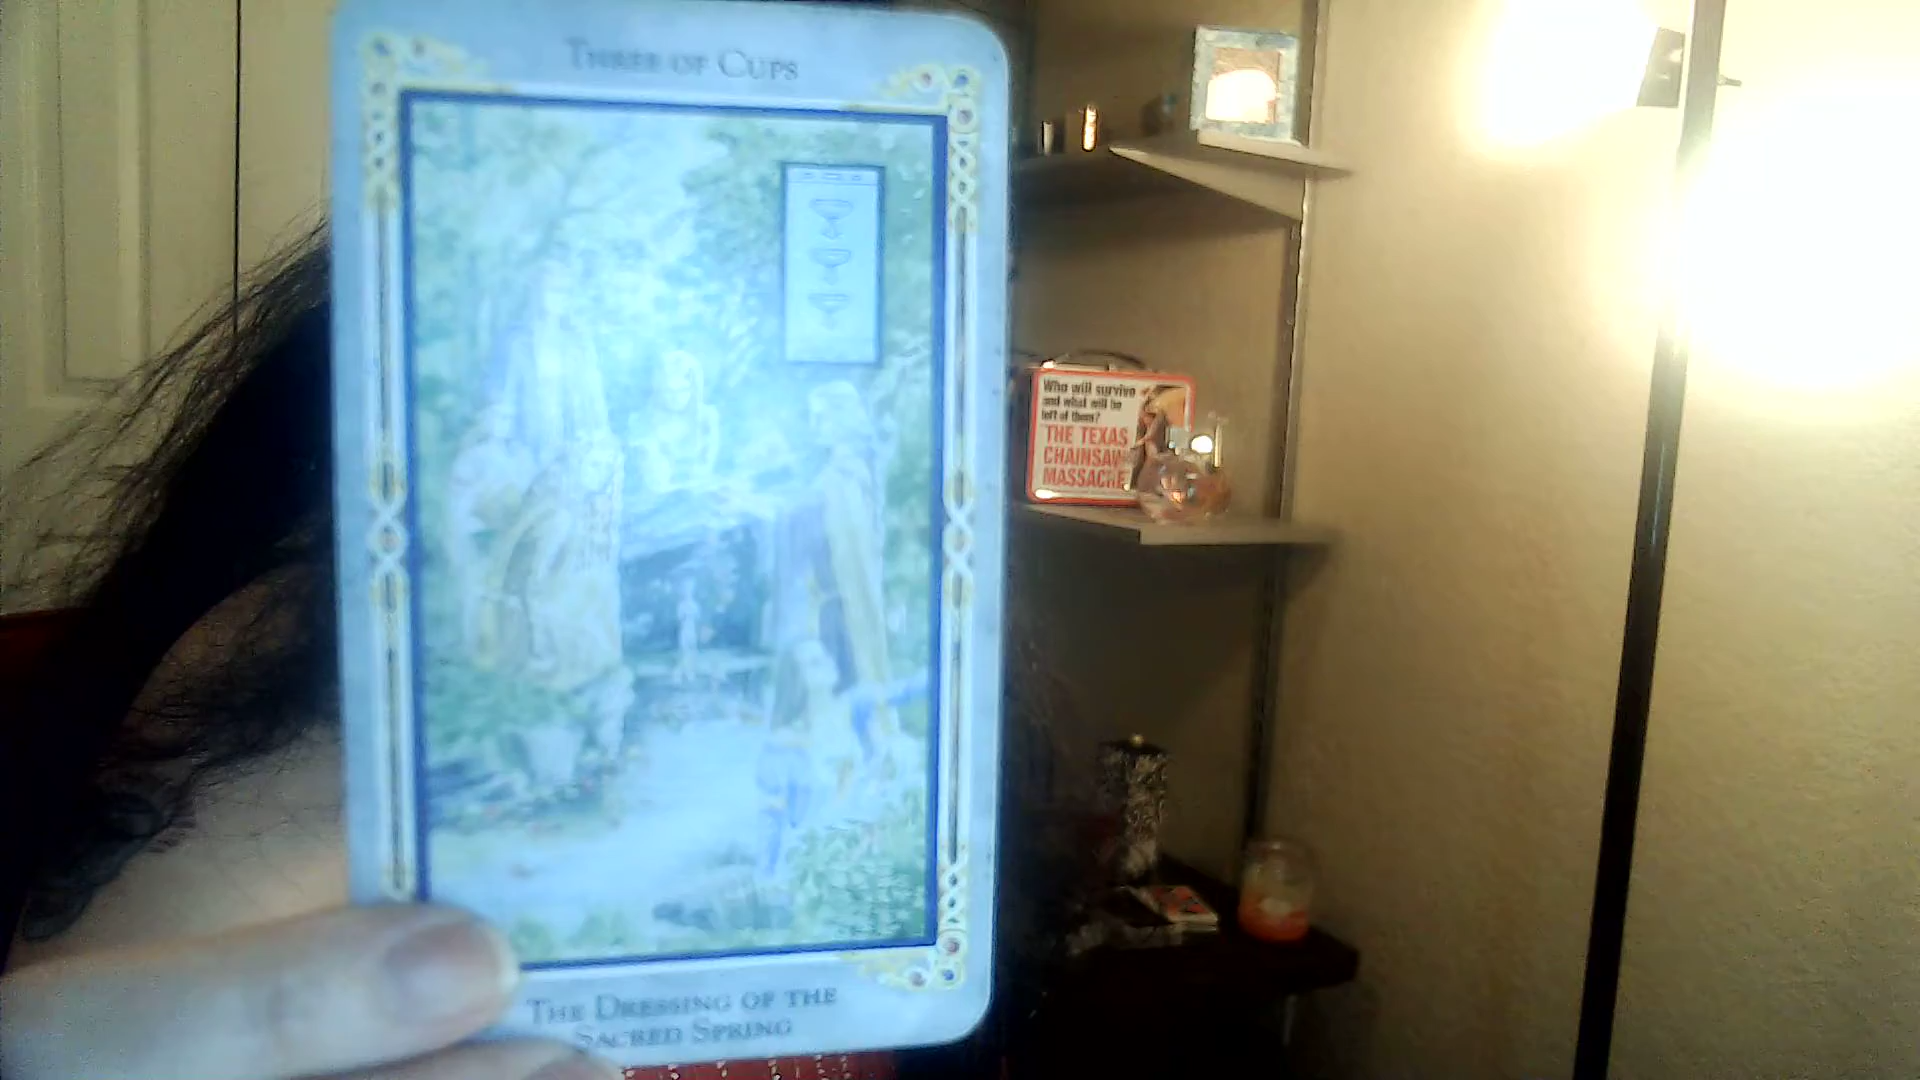 THREE OF CUPS
Who will survive
and what will be
left of them?
THE TEXAS
CHAINSAW
MASSACRE
THE DRESSING OF THE
SACRED SPRING